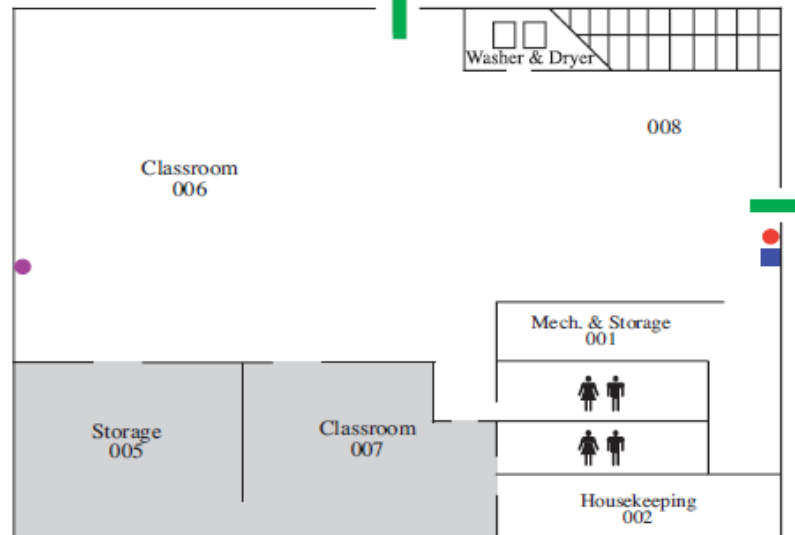 Washer & Dryer
008
Classroom
006
Mech. & Storage
001
Storage
005
Classroom
007
Housekeeping
002